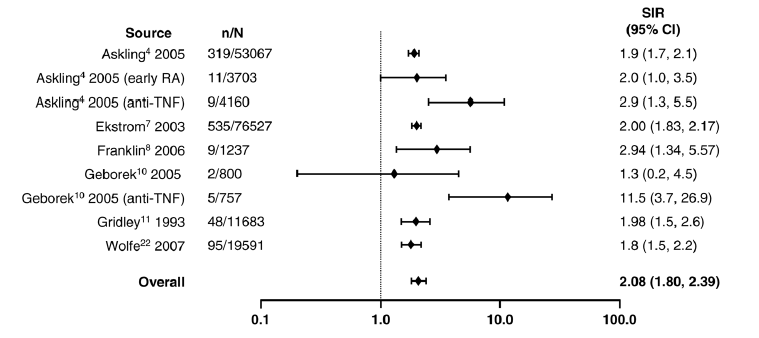 SIR
Source n/N (95% CI)
Askling4 2005 319/53067 1.9 (1.7, 2.1)
Askling4 2005 (early RA) 11/3703 2.0 (1.0, 3.5)
Askling4 2005 (anti-TNF) 9/4160 2.9 (1.3, 5.5)
Ekstrom7 2003 535/76527 2.00 (1.83, 2.17)
Franklin8 2006 9/1237 2.94 (1.34, 5.57)
Geborek10 2005 2/800 1.3 (0.2, 4.5)
Geborek10 2005 (anti-TNF) 5/757 11.5 (3.7, 26.9)
Gridley11 1993 48/11683 1.98 (1.5, 2.6)
Wolfe22 2007 95/19591 1.8 (1.5, 2.2)
Overall 2.08 (1.80, 2.39)
0.1 1.0 10.0 100.0